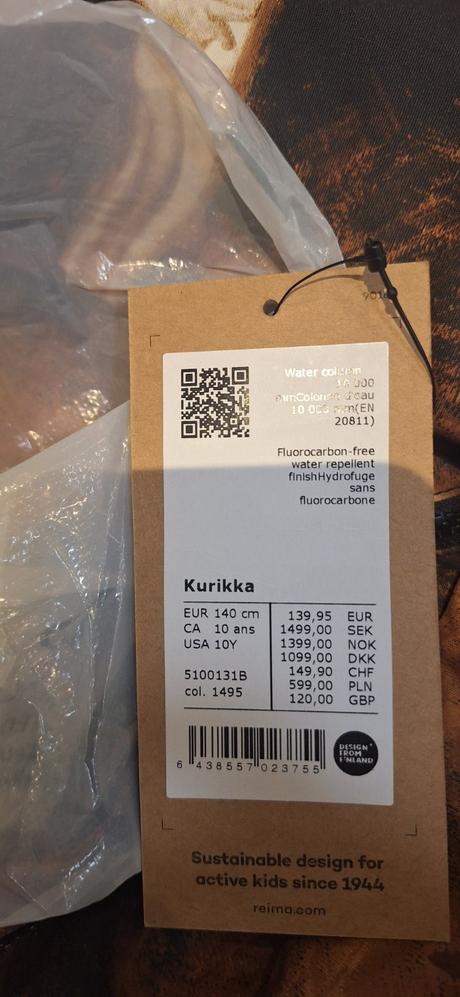 Water column
10 000
mmColonne d'eau
10 000 mm(EN
20811)
Fluorocarbon-free
water repellent
finishHydrofuge
sans
fluorocarbone
Kurikka
EUR 140 cm
CA 10 ans
USA 10Y
5100131B
col. 1495
139,95 EUR
1499,00 SEK
1399,00 NOK
1099,00 DKK
149,90 CHF
599,00 PLN
120,00 GBP
6 438557 023755
DESIGN
FROM
FINLAND
Sustainable design for
active kids since 1944
reima.com